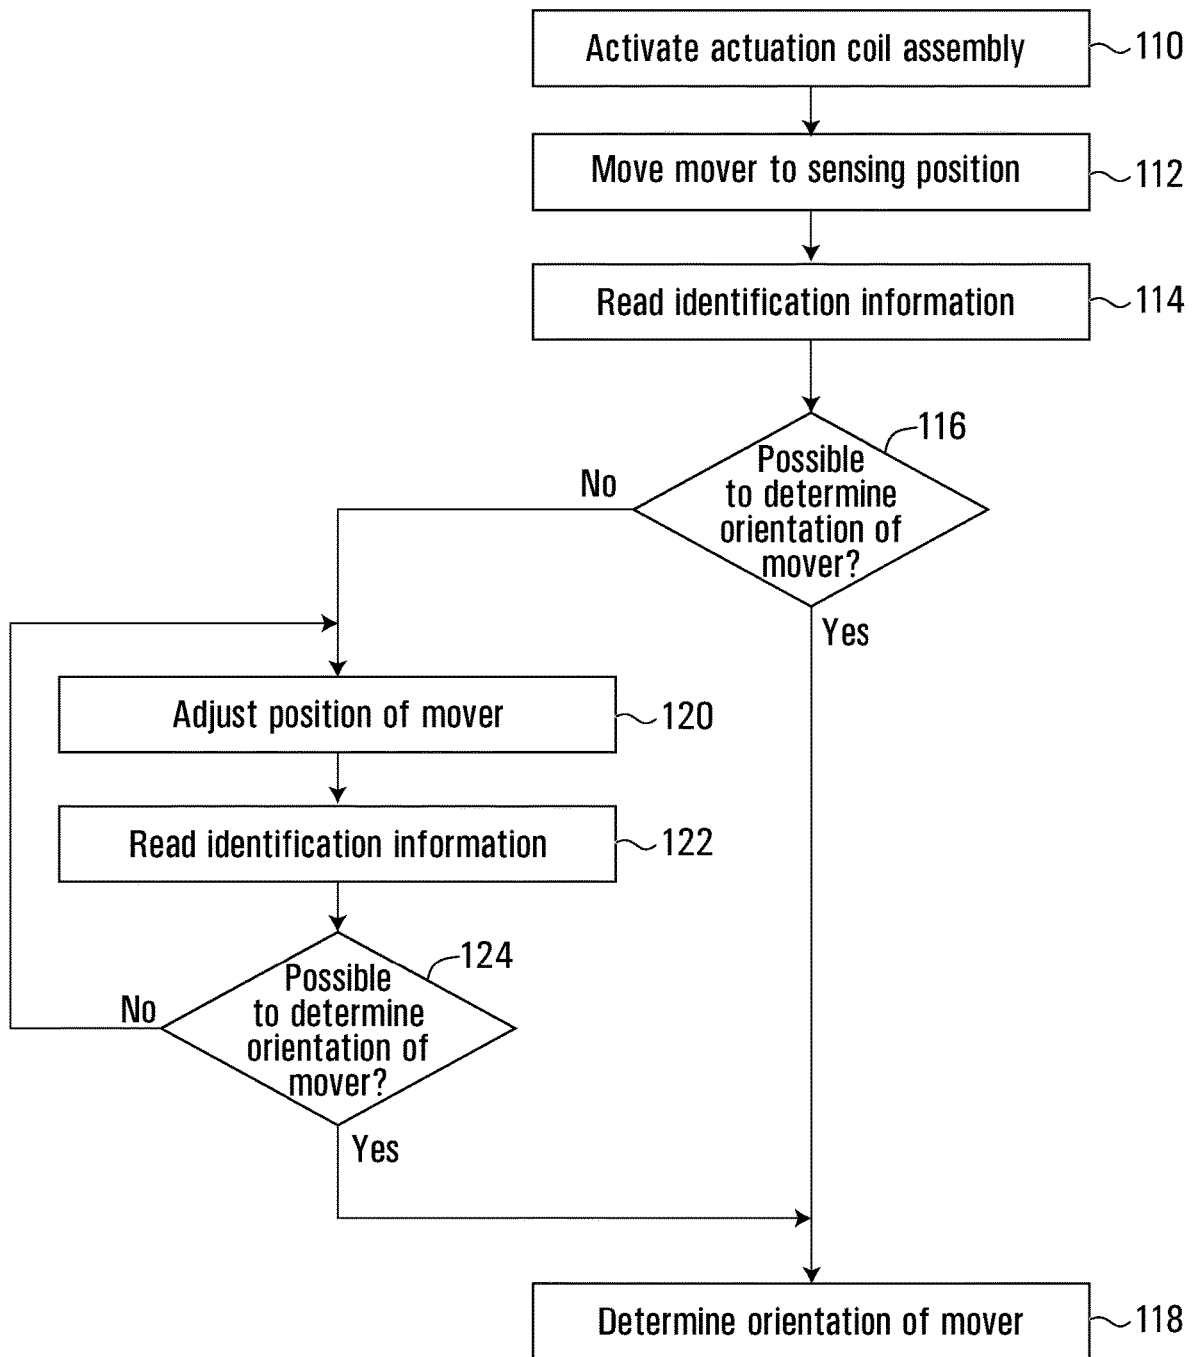 Activate actuation coil assembly
110
Move mover to sensing position
112
Read identification information
114
116
Possible
to determine
orientation of
mover?
No
Yes
Adjust position of mover
120
Read identification information
122
124
Possible
to determine
orientation of
mover?
No
Yes
Determine orientation of mover
118